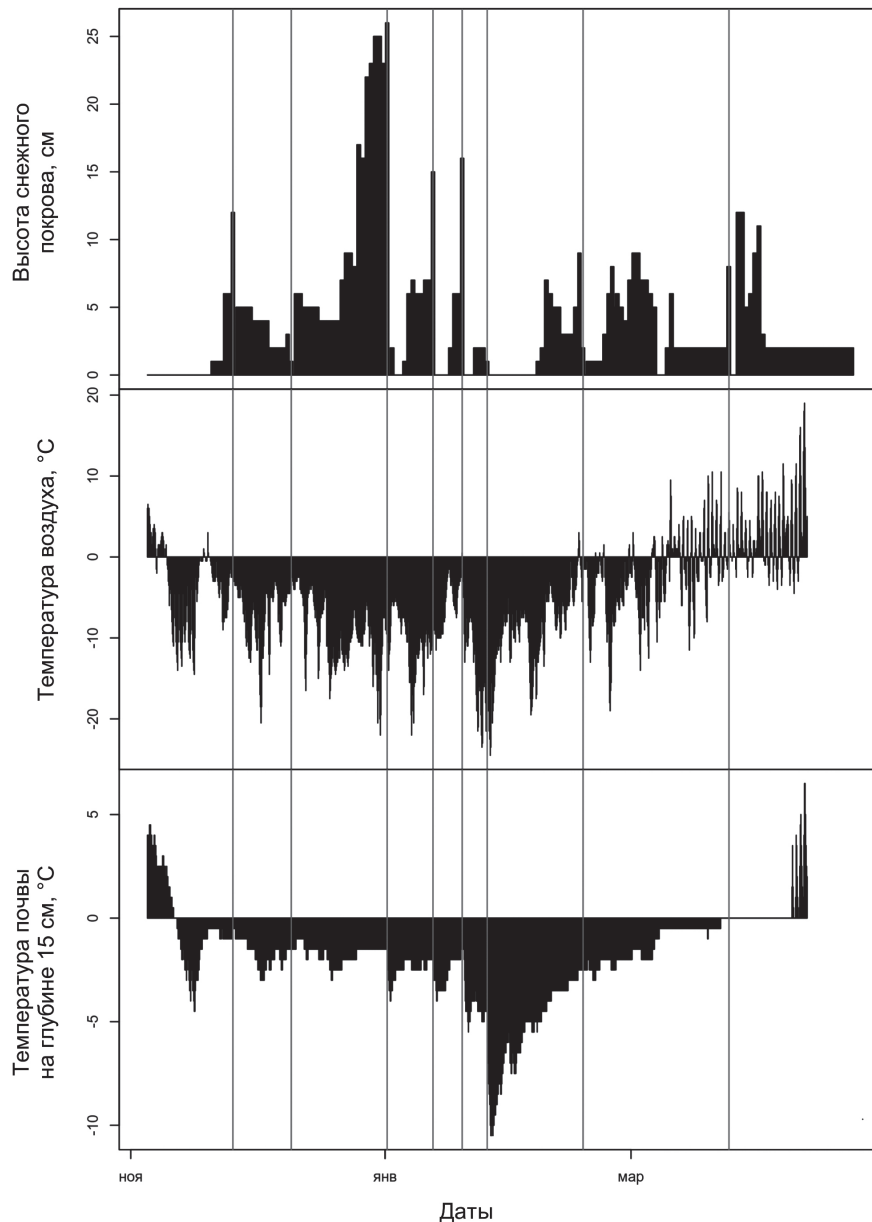 Высота снежного
покрова, см
25
20
15
10
5
0
Температура воздуха, °C
20
10
0
-10
-20
Температура почвы
на глубине 15 см, °C
5
0
-5
-10
ноя
янв
мар
Даты